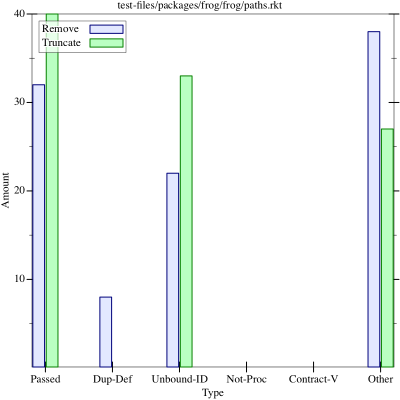 test-files/packages/frog/frog/paths.rkt
Remove
Truncate
40
30
20
10
Amount
Passed Dup-Def Unbound-ID Not-Proc Contract-V Other
Type